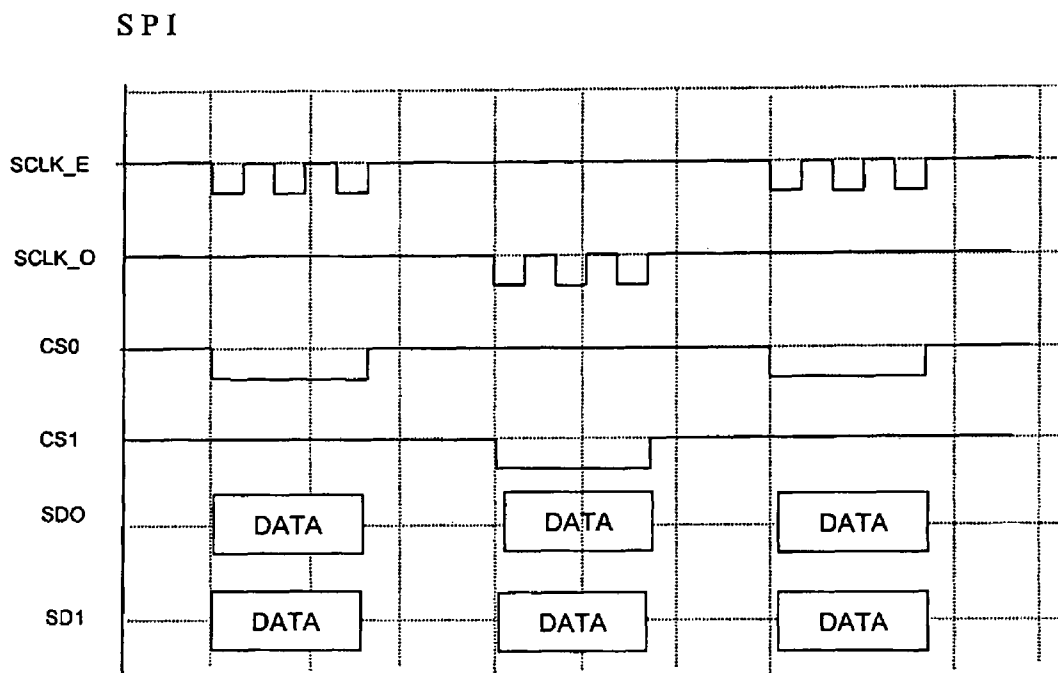 SPI
SCLK_E
SCLK_O
CS0
CS1
SDO
DATA DATA DATA
SD1
DATA DATA DATA